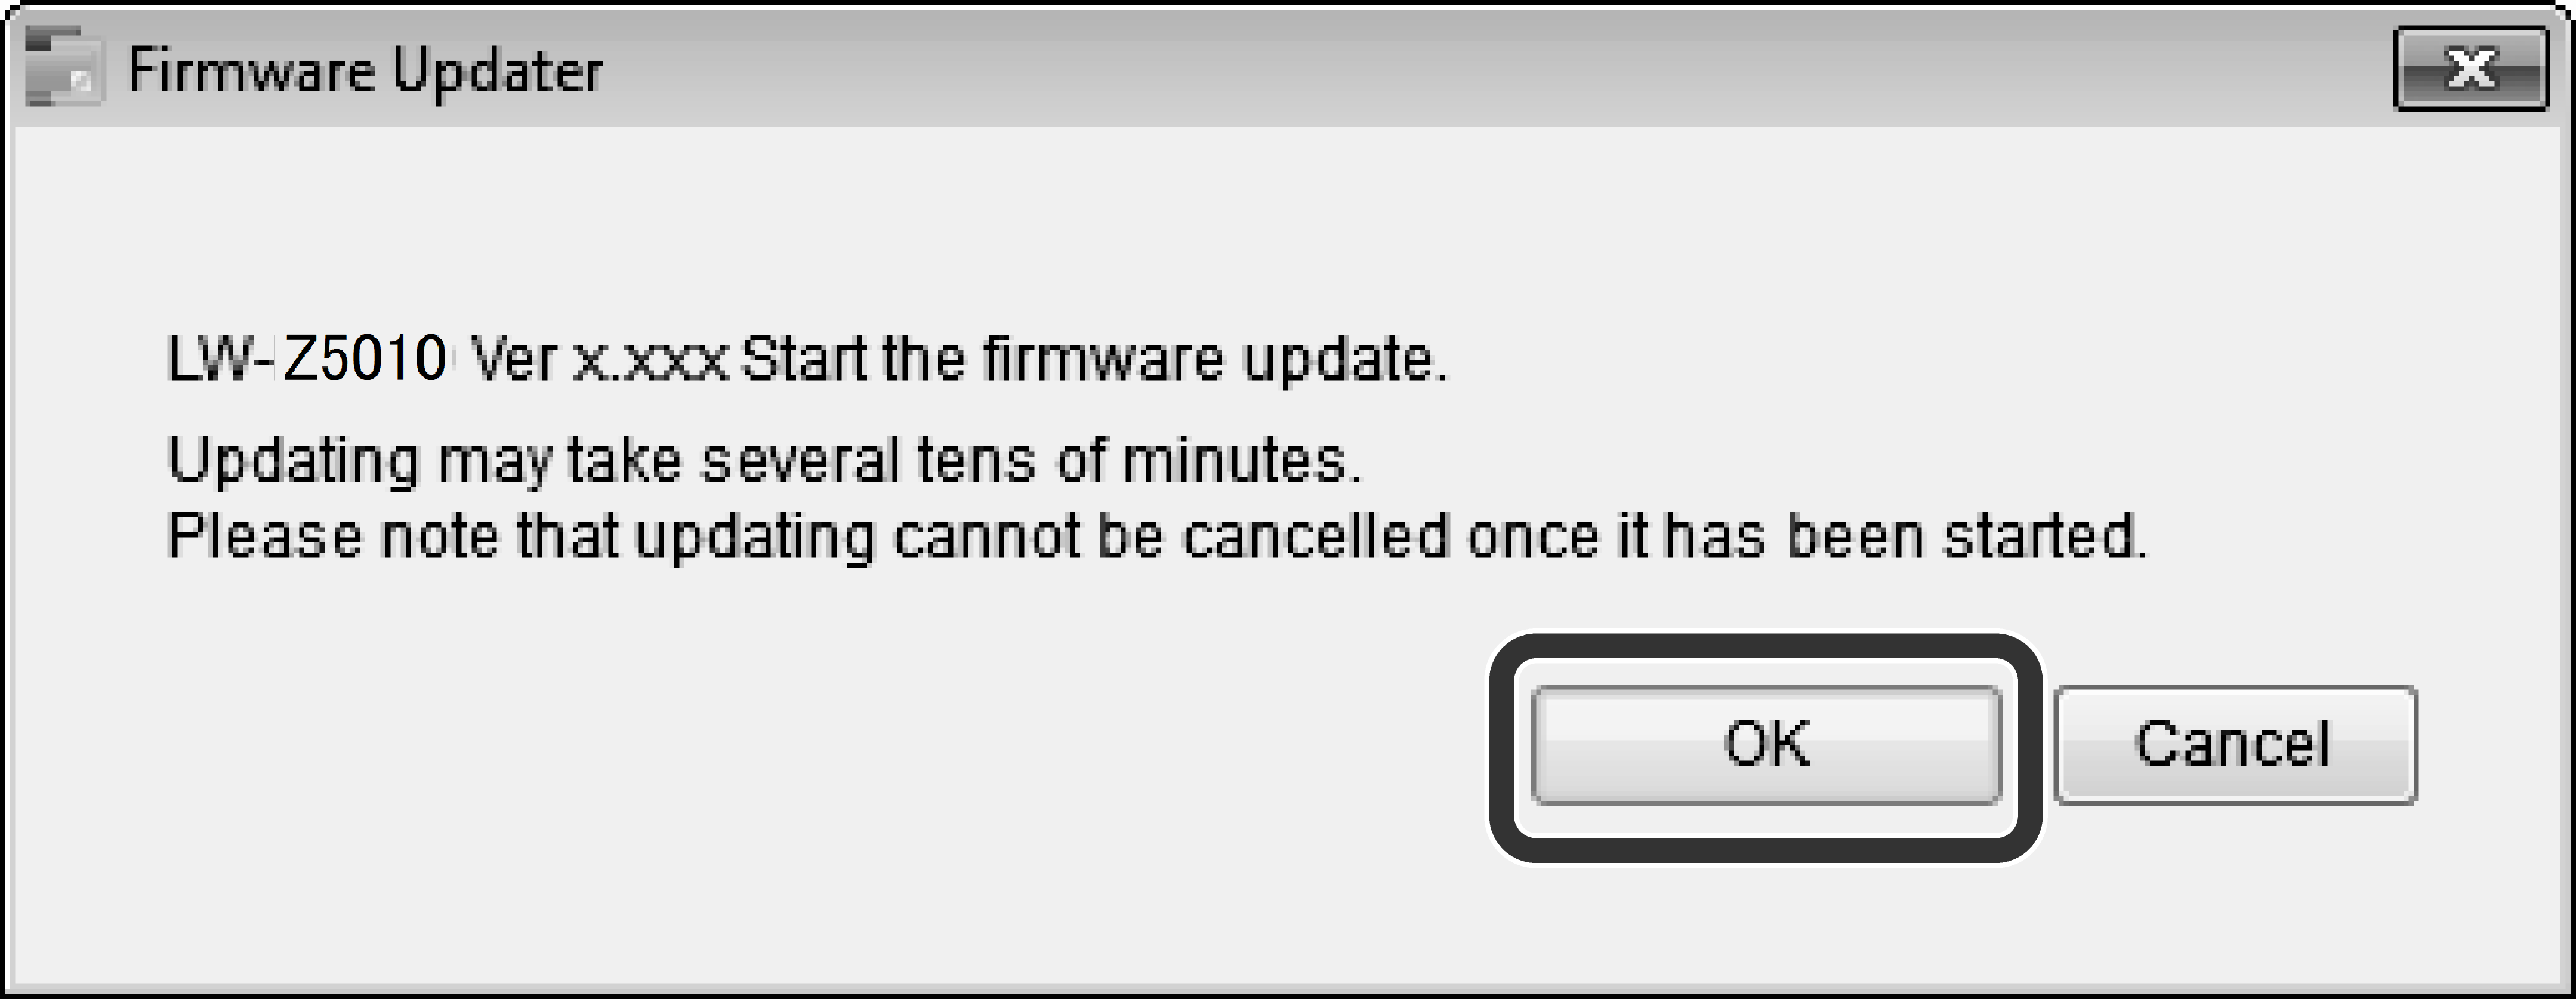 Firmware Updater
LW-Z5010 Ver x.xxx Start the firmware update.
Updating may take several tens of minutes.
Please note that updating cannot be cancelled once it has been started.
OK Cancel